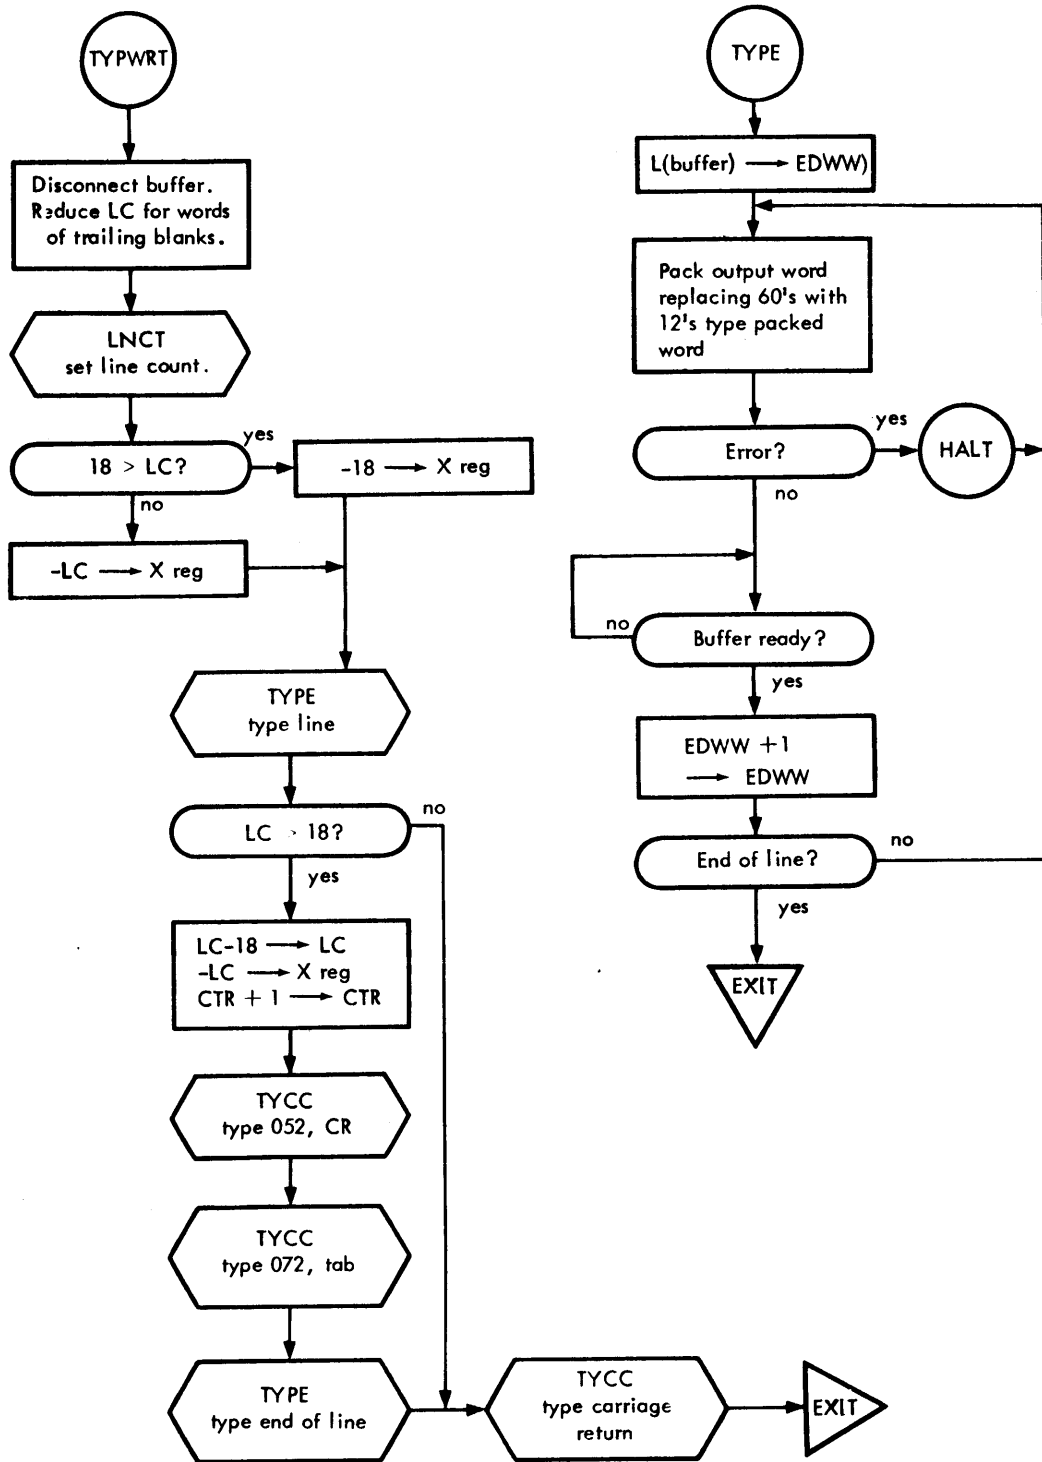 TYPWRT
Disconnect buffer.
Reduce LC for words
of trailing blanks.
LNCT
set line count.
18 > LC?
yes
-18 → X reg
no
-LC → X reg
TYPE
type line
LC > 18?
no
yes
LC-18 → LC
-LC → X reg
CTR + 1 → CTR
TYCC
type 052, CR
TYCC
type 072, tab
TYPE
type end of line
TYCC
type carriage
return
EXIT
TYPE
L(buffer) → EDWW)
Pack output word
replacing 60's with
12's type packed
word
Error?
yes
HALT
no
Buffer ready?
no
yes
EDWW +1
→ EDWW
End of line?
no
yes
EXIT